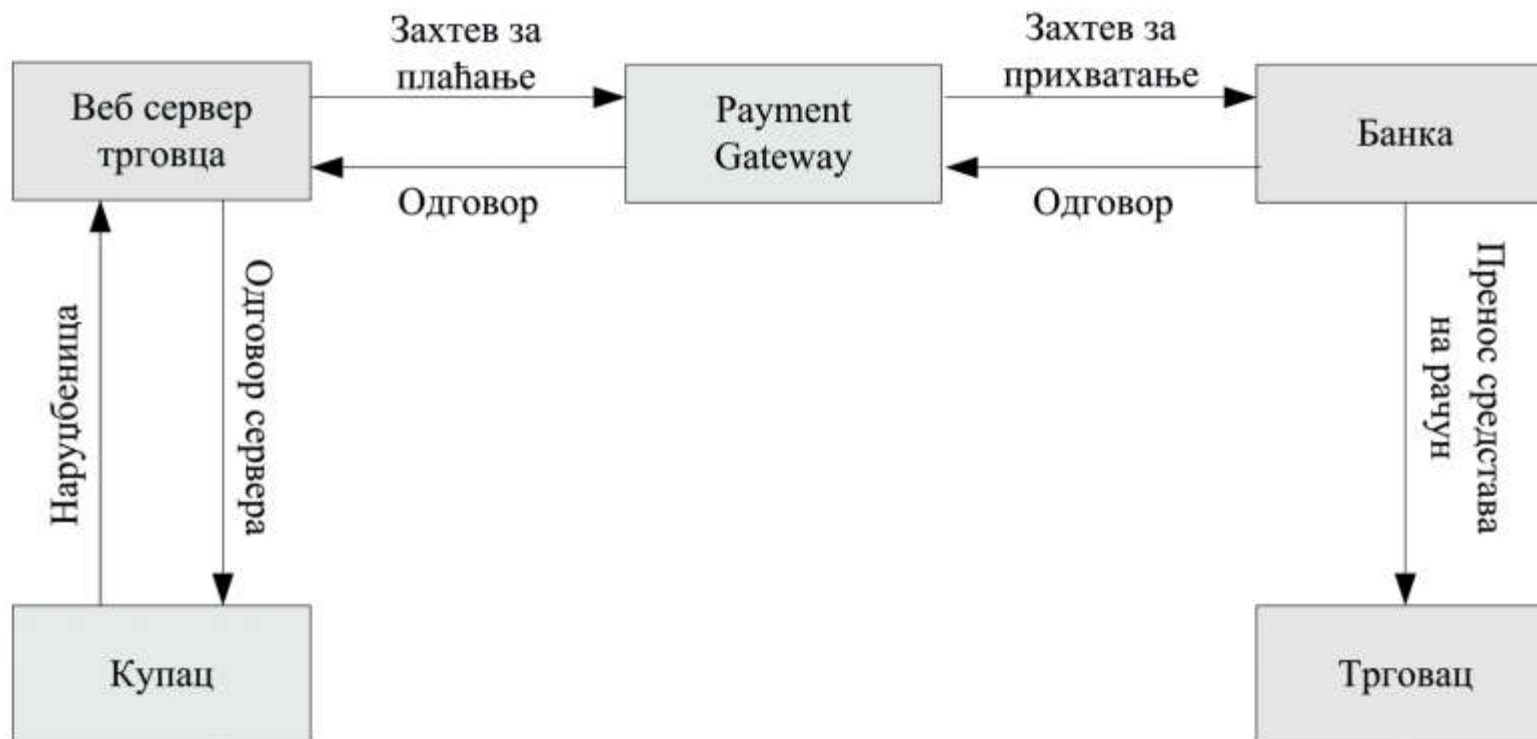 Захтев за
плаћање
Захтев за
прихватање
Веб сервер
трговца
Payment
Gateway
Банка
Одговор
Одговор
Наруџбеница
Одговор сервера
Пренос средстава
на рачун
Купац
Трговац